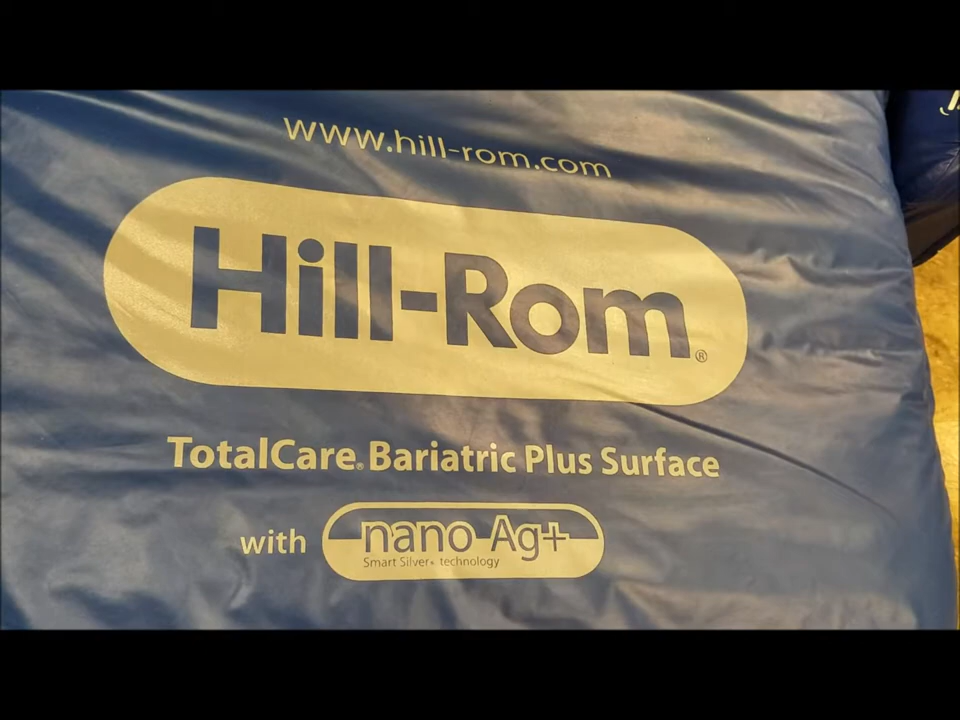 www.hill-rom.com
Hill-Rom®
TotalCare® Bariatric Plus Surface
with nano-Ag+
Smart Silver® technology